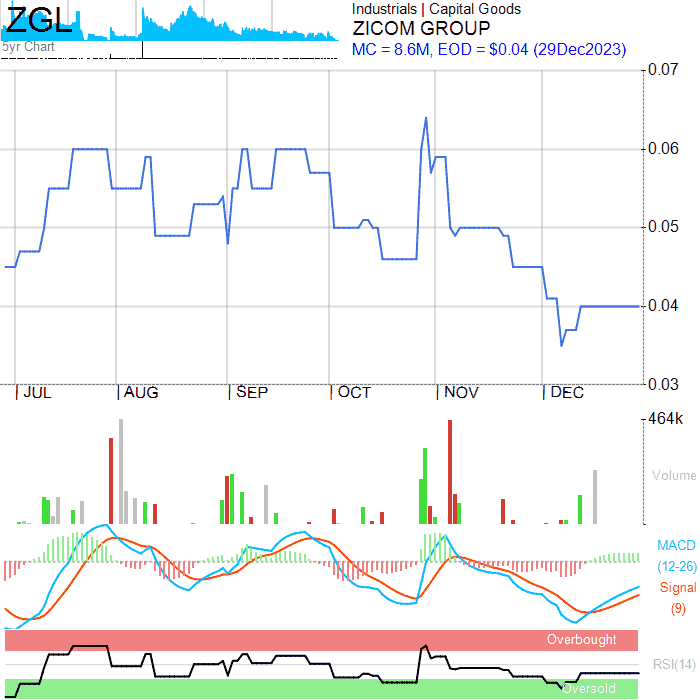 ZGL
5yr Chart
Industrials | Capital Goods
ZICOM GROUP
MC = 8.6M, EOD = $0.04 (29Dec2023)
0.07
0.06
0.05
0.04
0.03
JUL AUG SEP OCT NOV DEC
464k
Volume
MACD
(12-26)
Signal
(9)
Overbought
RSI(14)
Oversold